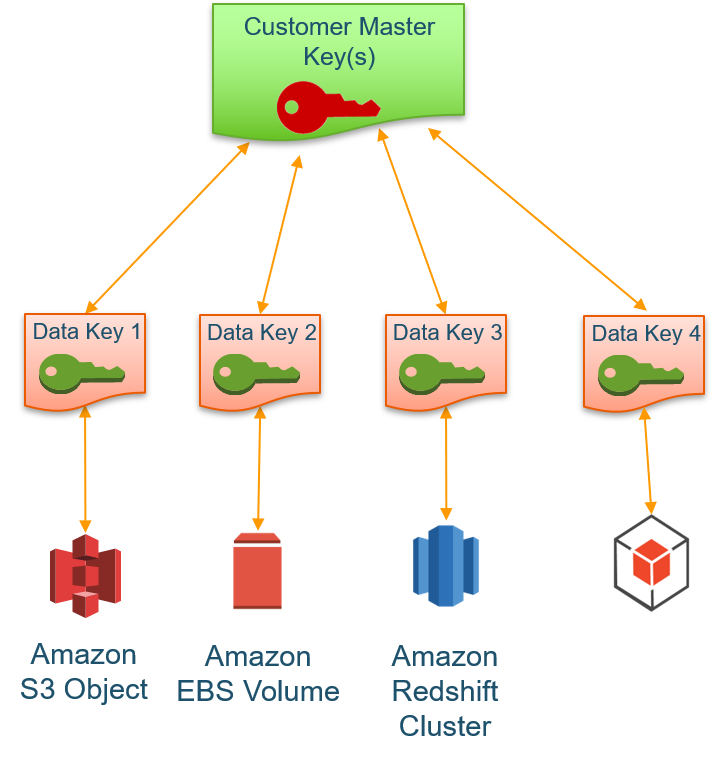 Customer Master
Key(s)
Data Key 1
Data Key 2
Data Key 3
Data Key 4
Amazon
S3 Object
Amazon
EBS Volume
Amazon
Redshift
Cluster